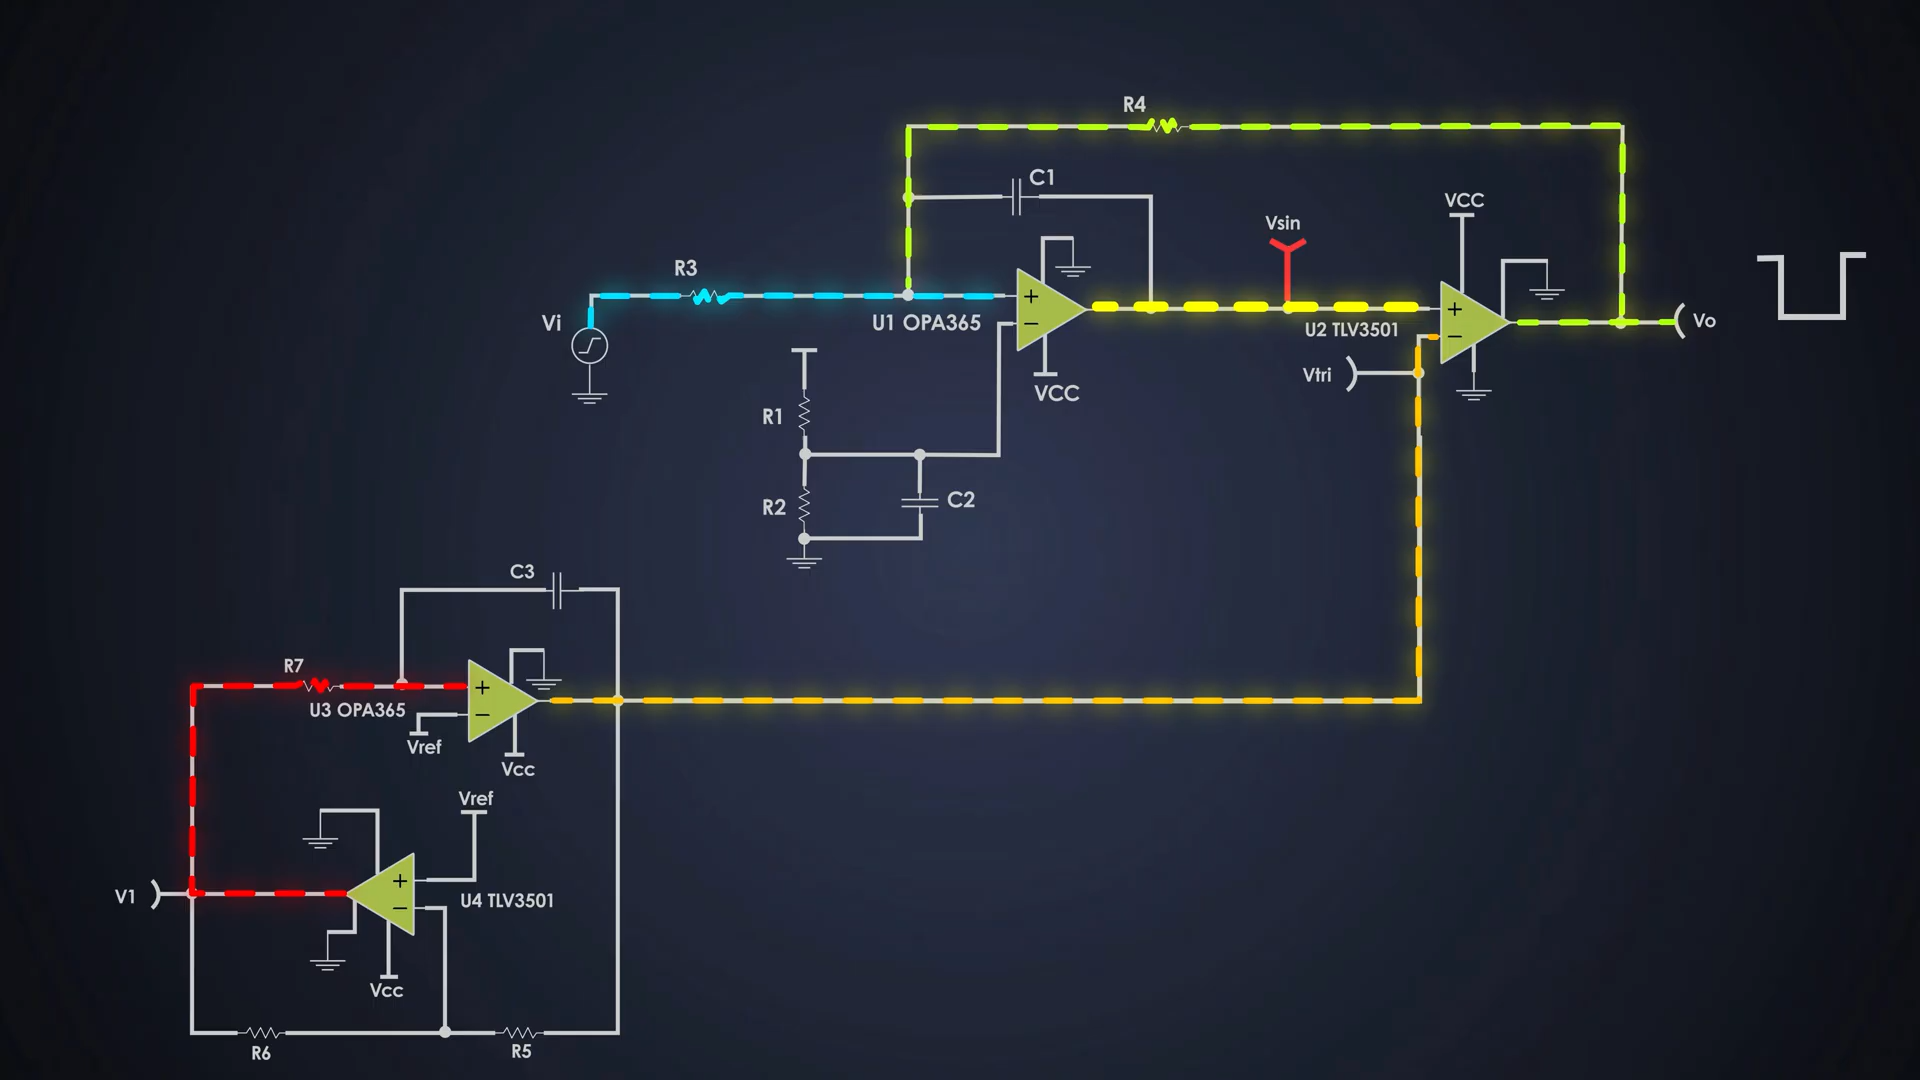 R4
C1
VCC
Vsin
R3
+
−
U1 OPA365
Vi
+
−
U2 TLV3501
Vo
Vtri
VCC
R1
R2
C2
C3
R7
+
−
U3 OPA365
Vref
Vcc
Vref
+
−
U4 TLV3501
V1
Vcc
R6
R5